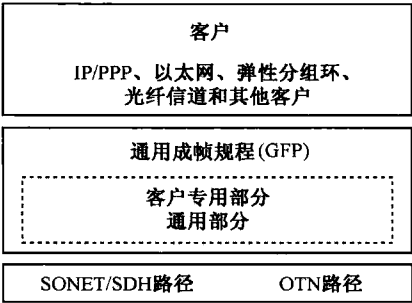 客户
IP/PPP、以太网、弹性分组环、
光纤信道和其他客户
通用成帧规程(GFP)
客户专用部分
通用部分
SONET/SDH路径 OTN路径